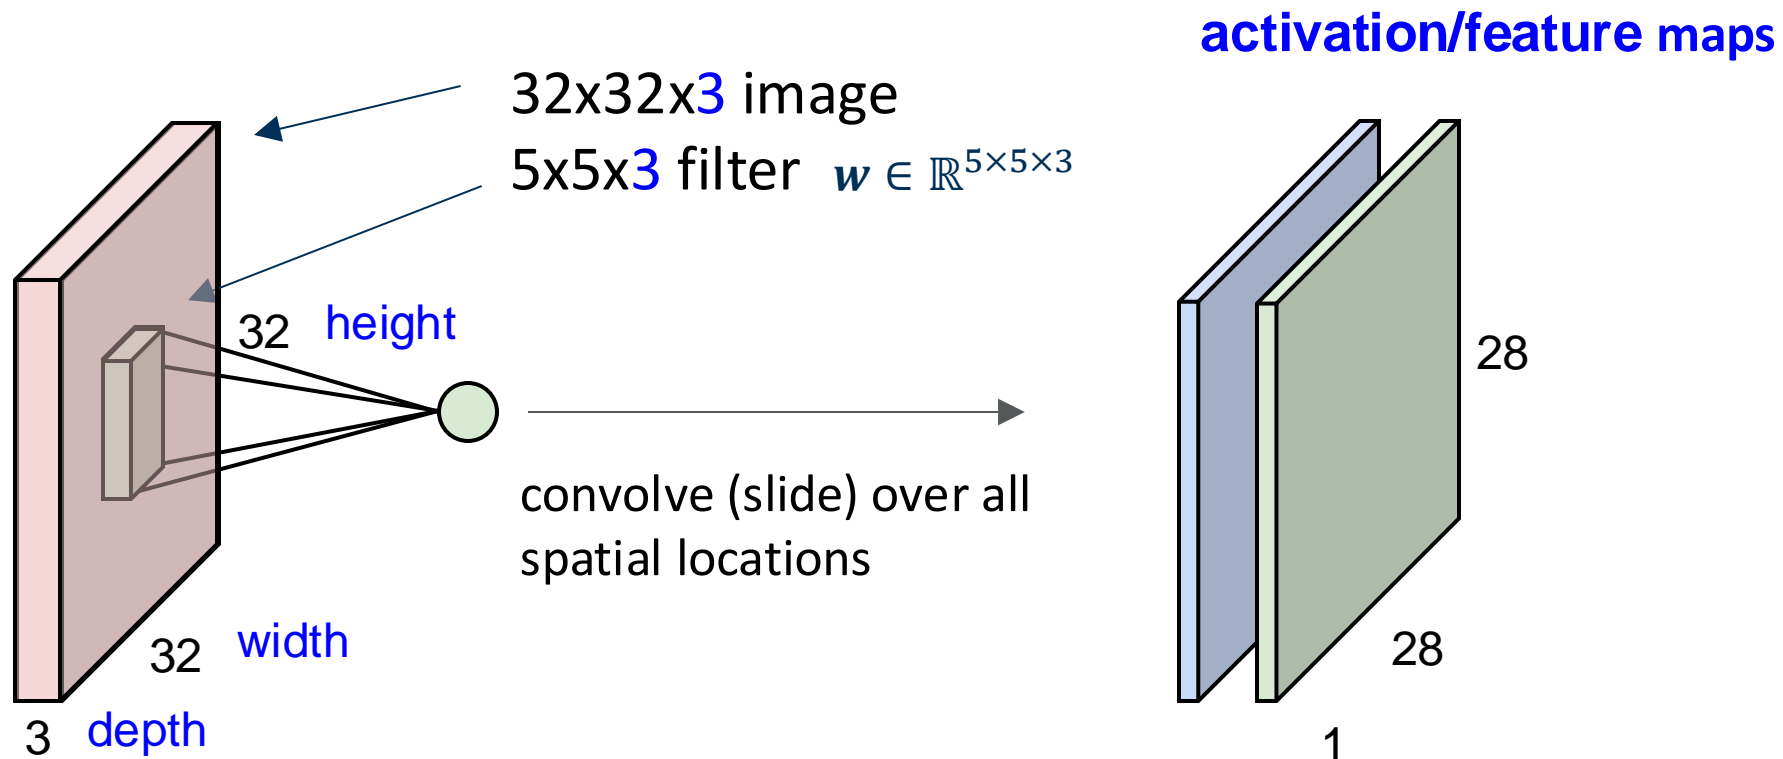 activation/feature maps
32x32x3 image
5x5x3 filter w ∈ ℝ^{5×5×3}
32 height
28
convolve (slide) over all
spatial locations
32 width
28
3 depth
1